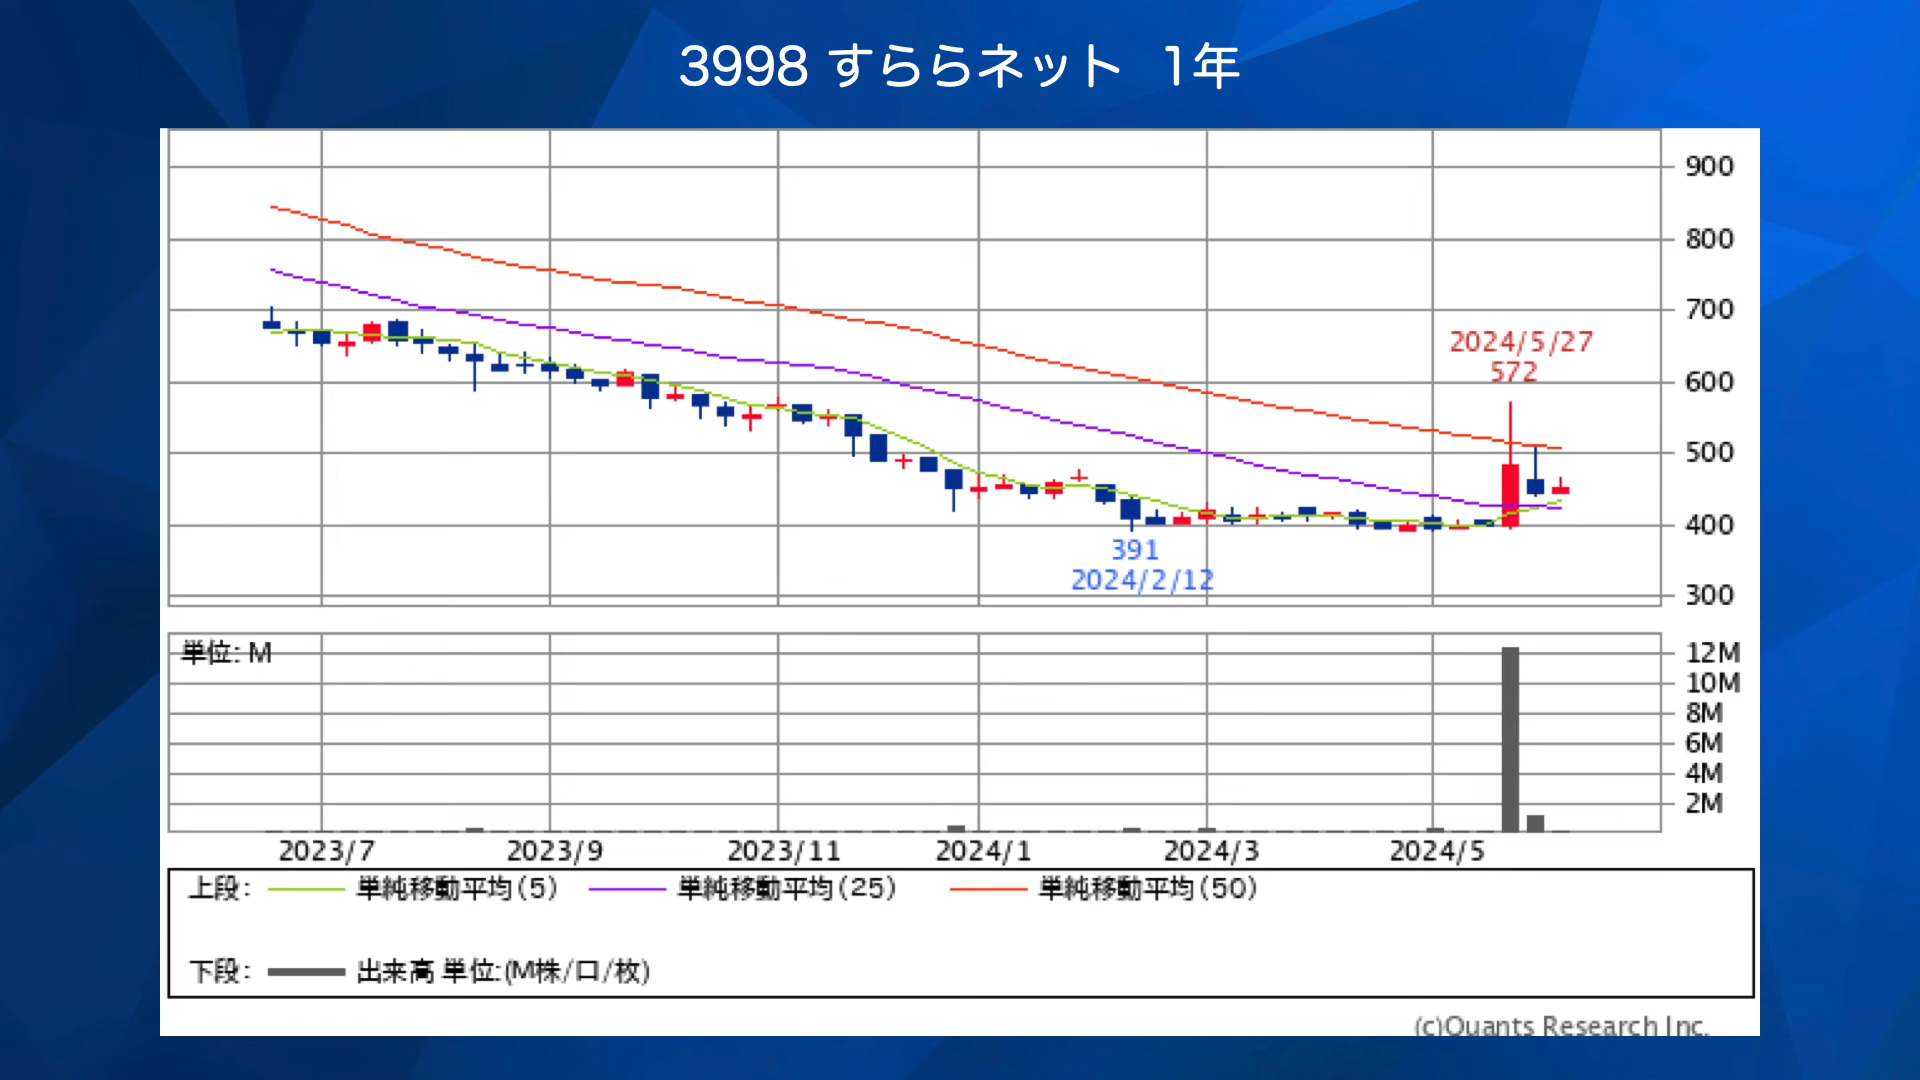 3998 すららネット 1年
900
800
700
2024/5/27
572
600
500
400
391
2024/2/12
300
単位: M
12M
10M
8M
6M
4M
2M
2023/7 2023/9 2023/11 2024/1 2024/3 2024/5
上段: 単純移動平均(5) 単純移動平均(25) 単純移動平均(50)
下段: 出来高 単位:(M株/口/枚)
(c)Quants Research Inc.